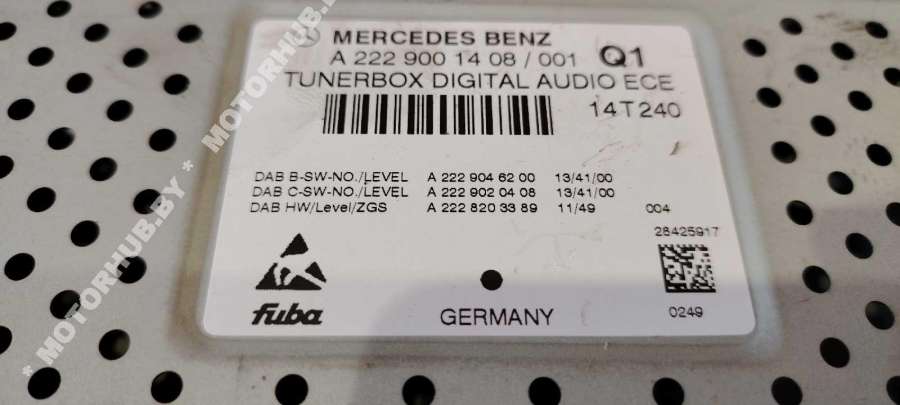 MERCEDES BENZ
A 222 900 14 08 / 001 Q1
TUNERBOX DIGITAL AUDIO ECE
14T240
DAB B-SW-NO./LEVEL A 222 904 62 00 13/41/00
DAB C-SW-NO./LEVEL A 222 902 04 08 13/41/00
DAB HW/Level/ZGS A 222 820 33 89 11/49 004
28425917
fuba GERMANY 0249
* MOTORHUB.BY * MOTORHUB.BY *